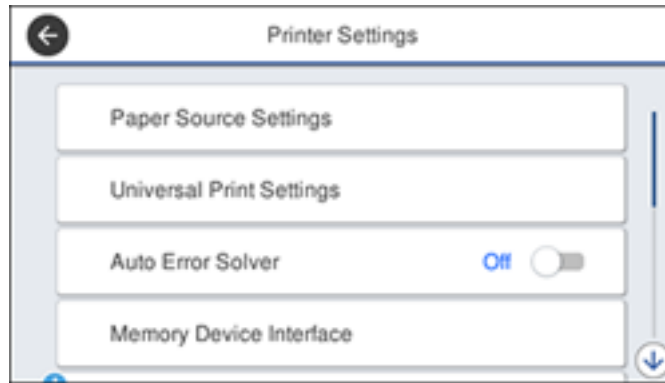 Printer Settings
Paper Source Settings
Universal Print Settings
Auto Error Solver Off
Memory Device Interface